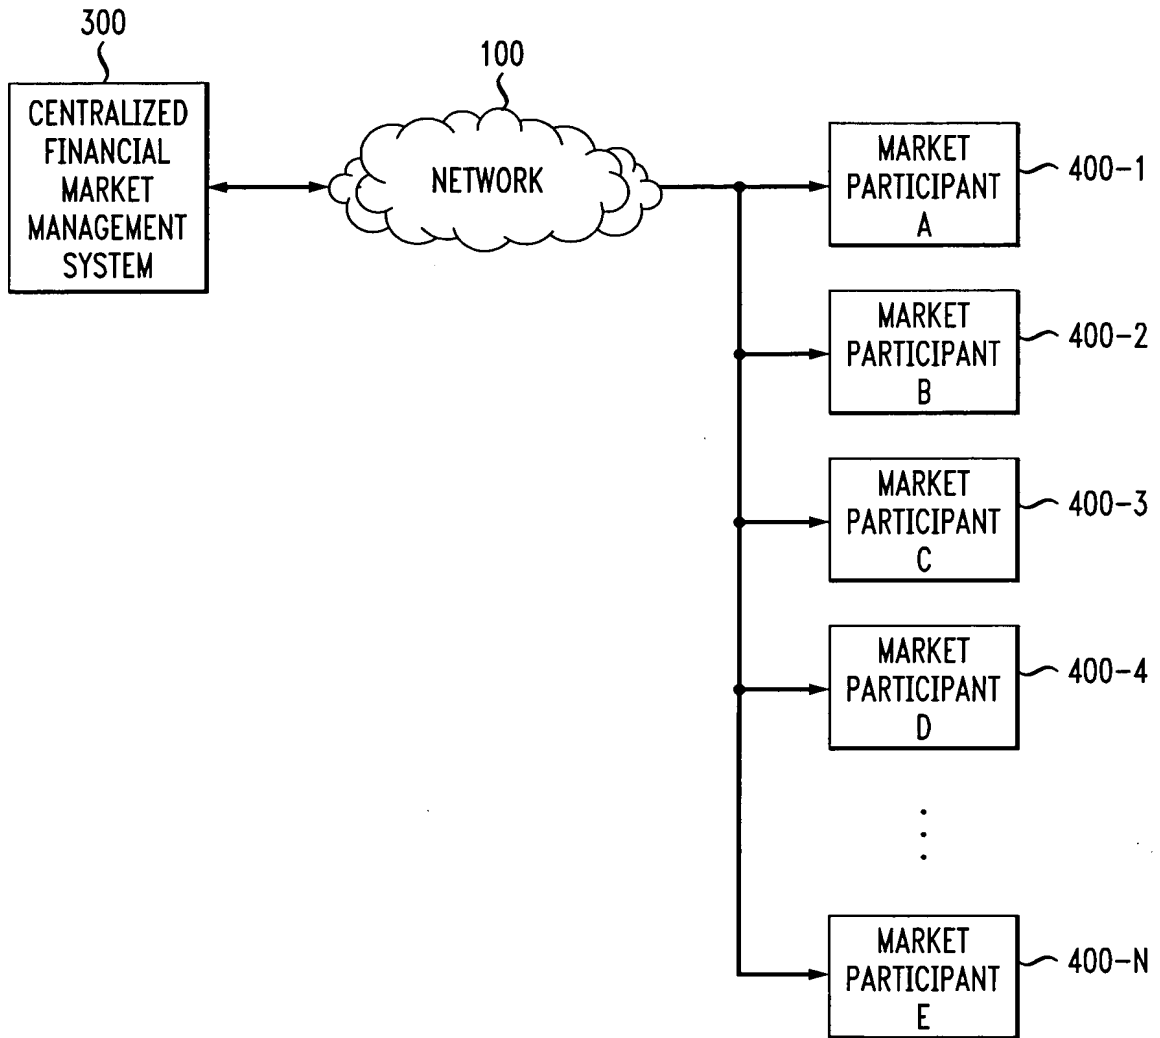 300
CENTRALIZED
FINANCIAL
MARKET
MANAGEMENT
SYSTEM
100
NETWORK
MARKET
PARTICIPANT
A
400-1
MARKET
PARTICIPANT
B
400-2
MARKET
PARTICIPANT
C
400-3
MARKET
PARTICIPANT
D
400-4
MARKET
PARTICIPANT
E
400-N